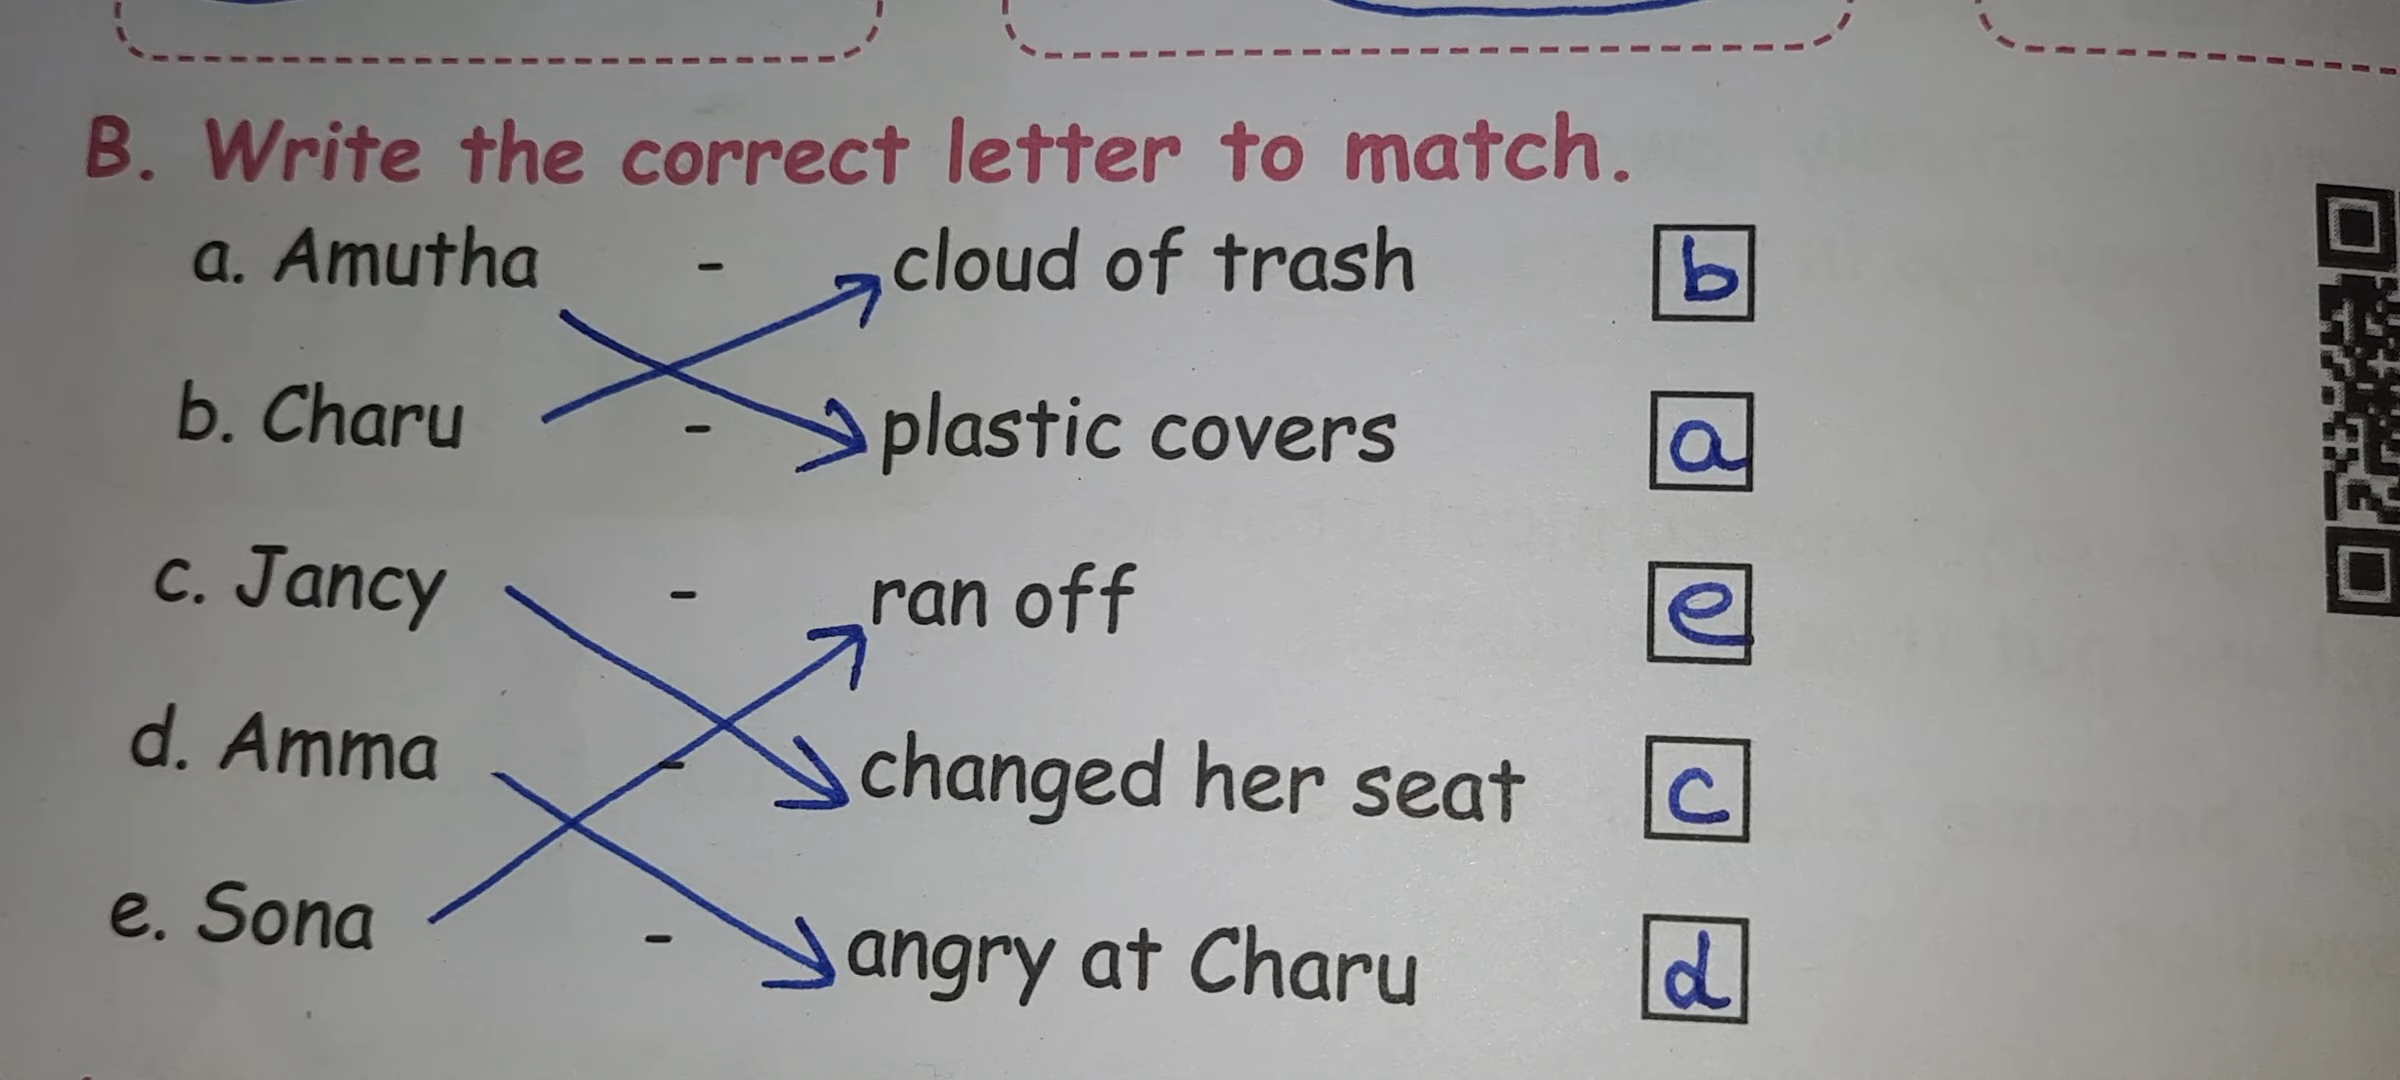 B. Write the correct letter to match.
a. Amutha - cloud of trash b
b. Charu - plastic covers a
c. Jancy - ran off e
d. Amma - changed her seat c
e. Sona - angry at Charu d